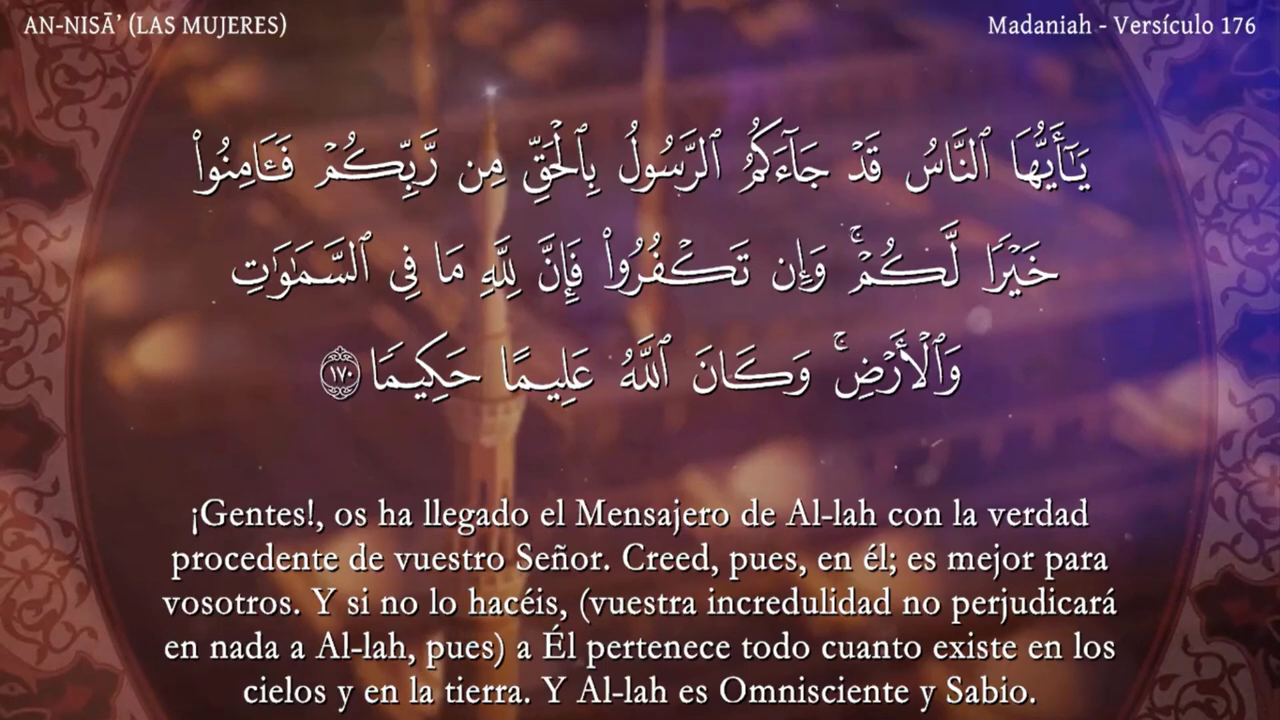 AN-NISĀ’ (LAS MUJERES)
Madaniah - Versículo 176
يَـٰٓأَيُّهَا ٱلنَّاسُ قَدْ جَآءَكُمُ ٱلرَّسُولُ بِٱلْحَقِّ مِن رَّبِّكُمْ فَـَٔامِنُوا۟
خَيْرًا لَّكُمْ ۚ وَإِن تَكْفُرُوا۟ فَإِنَّ لِلَّهِ مَا فِى ٱلسَّمَـٰوَٰتِ
وَٱلْأَرْضِ ۚ وَكَانَ ٱللَّهُ عَلِيمًا حَكِيمًا ١٧٠
¡Gentes!, os ha llegado el Mensajero de Al-lah con la verdad
procedente de vuestro Señor. Creed, pues, en él; es mejor para
vosotros. Y si no lo hacéis, (vuestra incredulidad no perjudicará
en nada a Al-lah, pues) a Él pertenece todo cuanto existe en los
cielos y en la tierra. Y Al-lah es Omnisciente y Sabio.